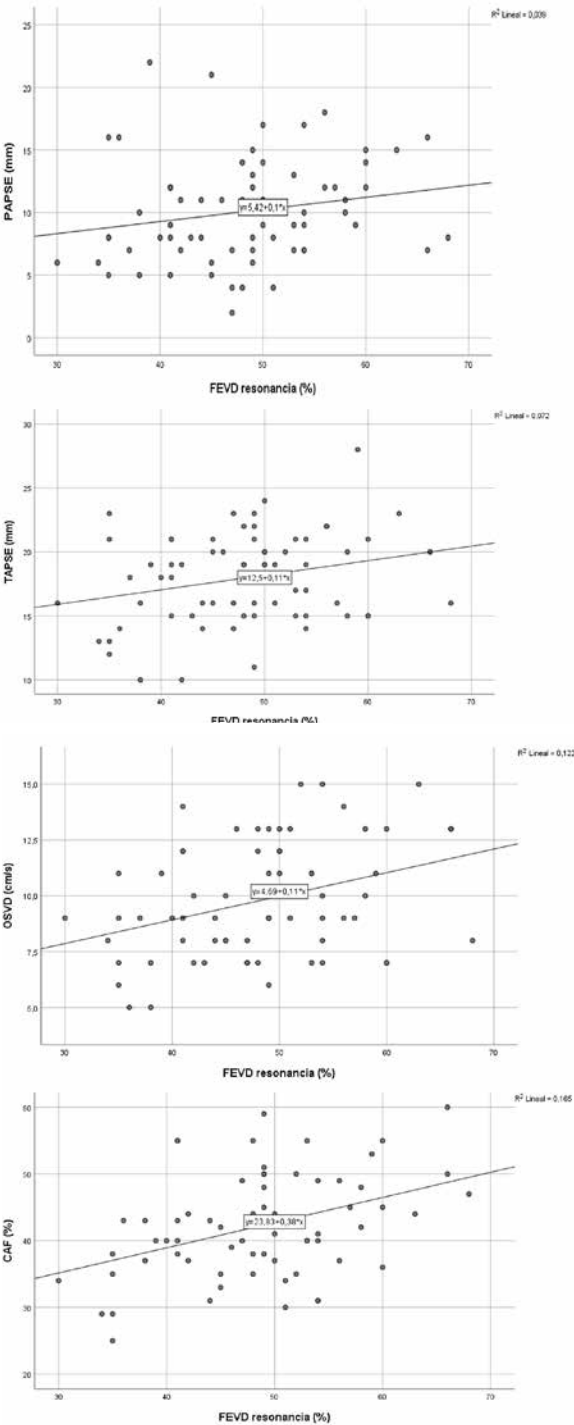 R² Lineal = 0,039
25
20
15
10
5
0
PAPSE (mm)
y=5,42+0,1*x
30 40 50 60 70
FEVD resonancia (%)
R² Lineal = 0,072
30
25
20
15
10
TAPSE (mm)
y=12,5+0,11*x
30 40 50 60 70
FEVD resonancia (%)
R² Lineal = 0,122
15,0
12,5
10,0
7,5
5,0
OSVD (cm/s)
y=4,69+0,11*x
30 40 50 60 70
FEVD resonancia (%)
R² Lineal = 0,165
60
50
40
30
20
CAF (%)
y=23,83+0,38*x
30 40 50 60 70
FEVD resonancia (%)